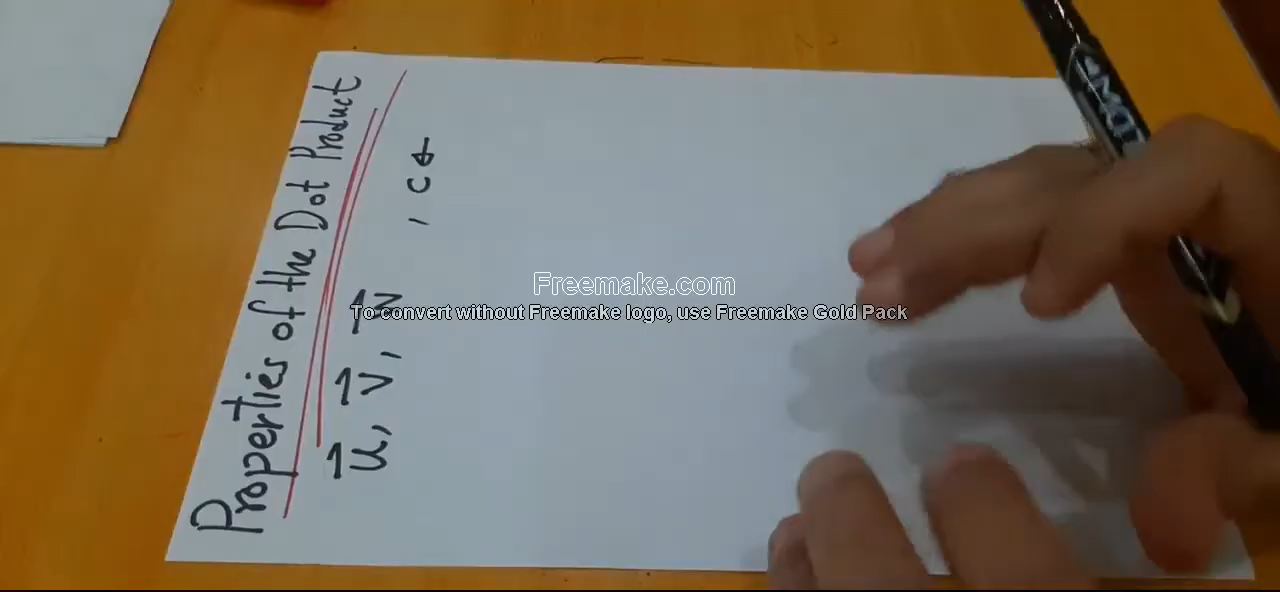 Properties of the Dot Product
u⃗, v⃗, w⃗ , c ←
Freemake.com
To convert without Freemake logo, use Freemake Gold Pack